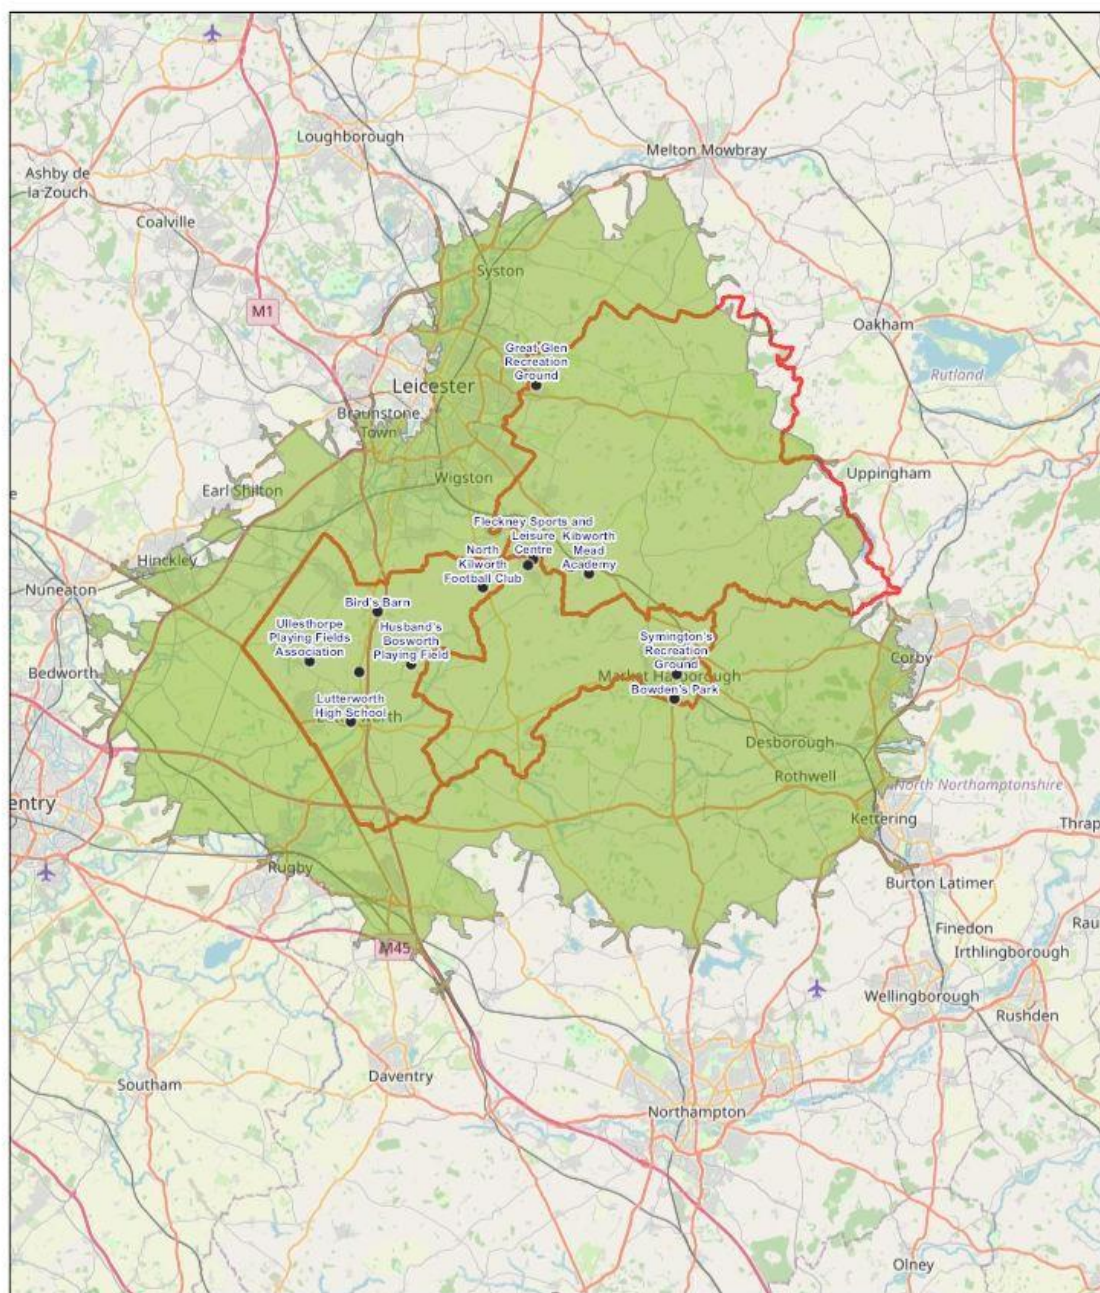 Loughborough
Melton Mowbray
Ashby de
la Zouch
Coalville
Syston
M1
Oakham
Rutland
Great Glen
Recreation
Ground
Leicester
Braunstone
Town
Uppingham
Wigston
Earl Shilton
Fleckney Sports and
Leisure
Centre
Kibworth
Mead
Academy
Hinckley
North
Kilworth
Football Club
Nuneaton
Bird's Barn
Ullesthorpe
Playing Fields
Association
Husband's
Bosworth
Playing Field
Symington's
Recreation
Ground
Corby
Bedworth
Market Harborough
Bowden's Park
Lutterworth
High School
Desborough
Rothwell
North Northamptonshire
entry
Kettering
Thrap
Rugby
Burton Latimer
Finedon
Rau
M45
Irthlingborough
Wellingborough
Rushden
Daventry
Southam
Northampton
Olney